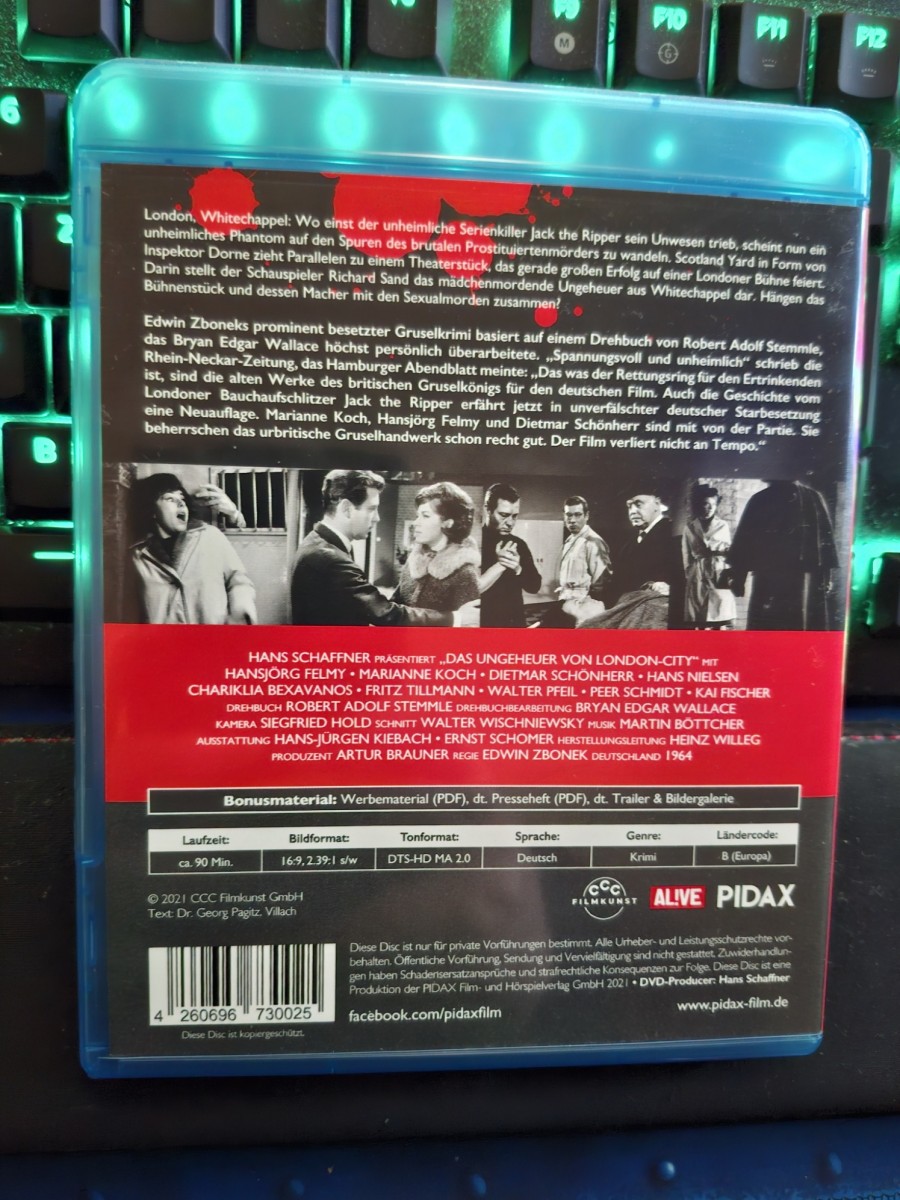 F9
F10
F11
F12
M
G
6
Z
B
London, Whitechappel: Wo einst der unheimliche Serienkiller Jack the Ripper sein Unwesen trieb, scheint nun ein
unheimliches Phantom auf den Spuren des brutalen Prostituiertenmörders zu wandeln. Scotland Yard in Form von
Inspektor Dorne zieht Parallelen zu einem Theaterstück, das gerade großen Erfolg auf einer Londoner Bühne feiert.
Darin stellt der Schauspieler Richard Sand das mädchenmordende Ungeheuer aus Whitechappel dar. Hängen das
Bühnenstück und dessen Macher mit den Sexualmorden zusammen?
Edwin Zboneks prominent besetzter Gruselkrimi basiert auf einem Drehbuch von Robert Adolf Stemmle,
das Bryan Edgar Wallace höchst persönlich überarbeitete. „Spannungsvoll und unheimlich“ schrieb die
Rhein-Neckar-Zeitung, das Hamburger Abendblatt meinte: „Das was der Rettungsring für den Ertrinkenden
ist, sind die alten Werke des britischen Gruselkönigs für den deutschen Film. Auch die Geschichte vom
Londoner Bauchaufschlitzer Jack the Ripper erfährt jetzt in unverfälschter deutscher Starbesetzung
eine Neuauflage. Marianne Koch, Hansjörg Felmy und Dietmar Schönherr sind mit von der Partie. Sie
beherrschen das urbritische Gruselhandwerk schon recht gut. Der Film verliert nicht an Tempo.“
HANS SCHAFFNER PRÄSENTIERT „DAS UNGEHEUER VON LONDON-CITY“ MIT
HANSJÖRG FELMY • MARIANNE KOCH • DIETMAR SCHÖNHERR • HANS NIELSEN
CHARIKLIA BEXAVANOS • FRITZ TILLMANN • WALTER PFEIL • PEER SCHMIDT • KAI FISCHER
DREHBUCH ROBERT ADOLF STEMMLE DREHBUCHBEARBEITUNG BRYAN EDGAR WALLACE
KAMERA SIEGFRIED HOLD SCHNITT WALTER WISCHNIEWSKY MUSIK MARTIN BÖTTCHER
AUSSTATTUNG HANS-JÜRGEN KIEBACH • ERNST SCHOMER HERSTELLUNGSLEITUNG HEINZ WILLEG
PRODUZENT ARTUR BRAUNER REGIE EDWIN ZBONEK DEUTSCHLAND 1964
Bonusmaterial: Werbematerial (PDF), dt. Presseheft (PDF), dt. Trailer & Bildergalerie
Laufzeit: Bildformat: Tonformat: Sprache: Genre: Ländercode:
ca. 90 Min. 16:9, 2.39:1 s/w DTS-HD MA 2.0 Deutsch Krimi B (Europa)
© 2021 CCC Filmkunst GmbH
Text: Dr. Georg Pagitz, Villach
CCC
FILMKUNST
AL!VE
PIDAX
Diese Disc ist nur für private Vorführungen bestimmt. Alle Urheber- und Leistungsschutzrechte vor-
behalten. Öffentliche Vorführung, Sendung und Vervielfältigung sind nicht gestattet. Zuwiderhandlun-
gen haben Schadensersatzansprüche und strafrechtliche Konsequenzen zur Folge. Diese Disc ist eine
Produktion der PIDAX Film- und Hörspielverlag GmbH 2021 • DVD-Producer: Hans Schaffner
4 260696 730025
Diese Disc ist kopiergeschützt.
facebook.com/pidaxfilm
www.pidax-film.de